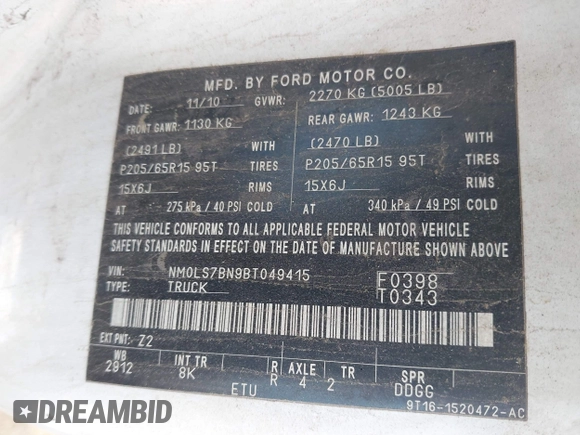 MFD. BY FORD MOTOR CO.
DATE: 11/10 GVWR: 2270 KG (5005 LB)
FRONT GAWR: 1130 KG REAR GAWR: 1243 KG
(2491 LB) WITH (2470 LB) WITH
P205/65R15 95T TIRES P205/65R15 95T TIRES
15X6J RIMS 15X6J RIMS
AT 275 kPa / 40 PSI COLD AT 340 kPa / 49 PSI COLD
THIS VEHICLE CONFORMS TO ALL APPLICABLE FEDERAL MOTOR VEHICLE
SAFETY STANDARDS IN EFFECT ON THE DATE OF MANUFACTURE SHOWN ABOVE
VIN: NM0LS7BN9BT049415 F0398
TYPE: TRUCK T0343
EXT PNT: Z2
WB INT TR R AXLE TR SPR
2912 8K R 4 2 DDGG
ETU 9T16-1520472-AC
DREAMBID